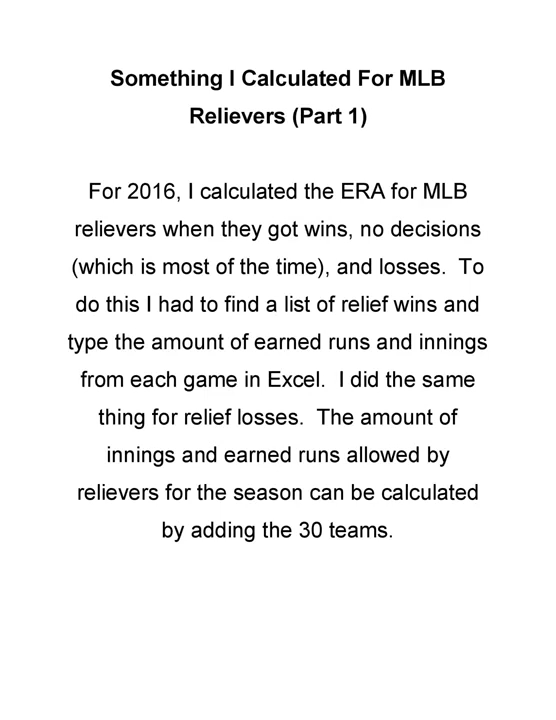 Something I Calculated For MLB
Relievers (Part 1)
For 2016, I calculated the ERA for MLB
relievers when they got wins, no decisions
(which is most of the time), and losses.  To
do this I had to find a list of relief wins and
type the amount of earned runs and innings
from each game in Excel.  I did the same
thing for relief losses.  The amount of
innings and earned runs allowed by
relievers for the season can be calculated
by adding the 30 teams.